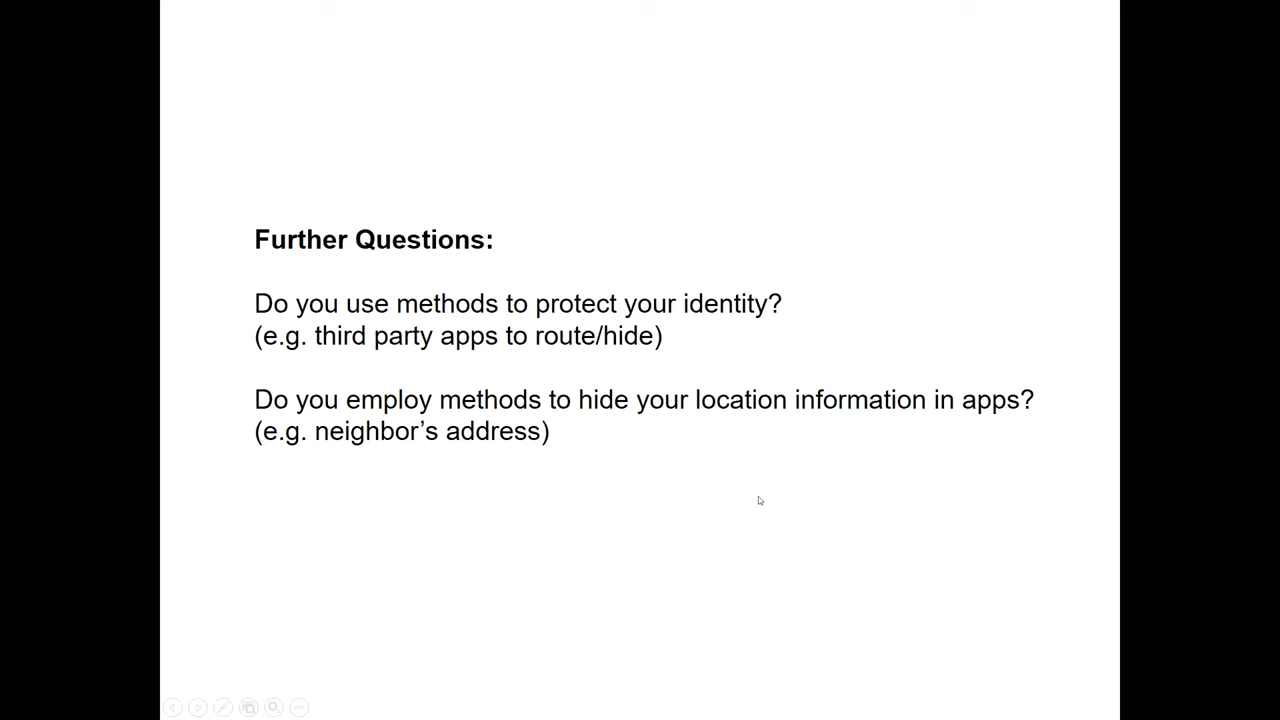 Further Questions:
Do you use methods to protect your identity?
(e.g. third party apps to route/hide)
Do you employ methods to hide your location information in apps?
(e.g. neighbor’s address)